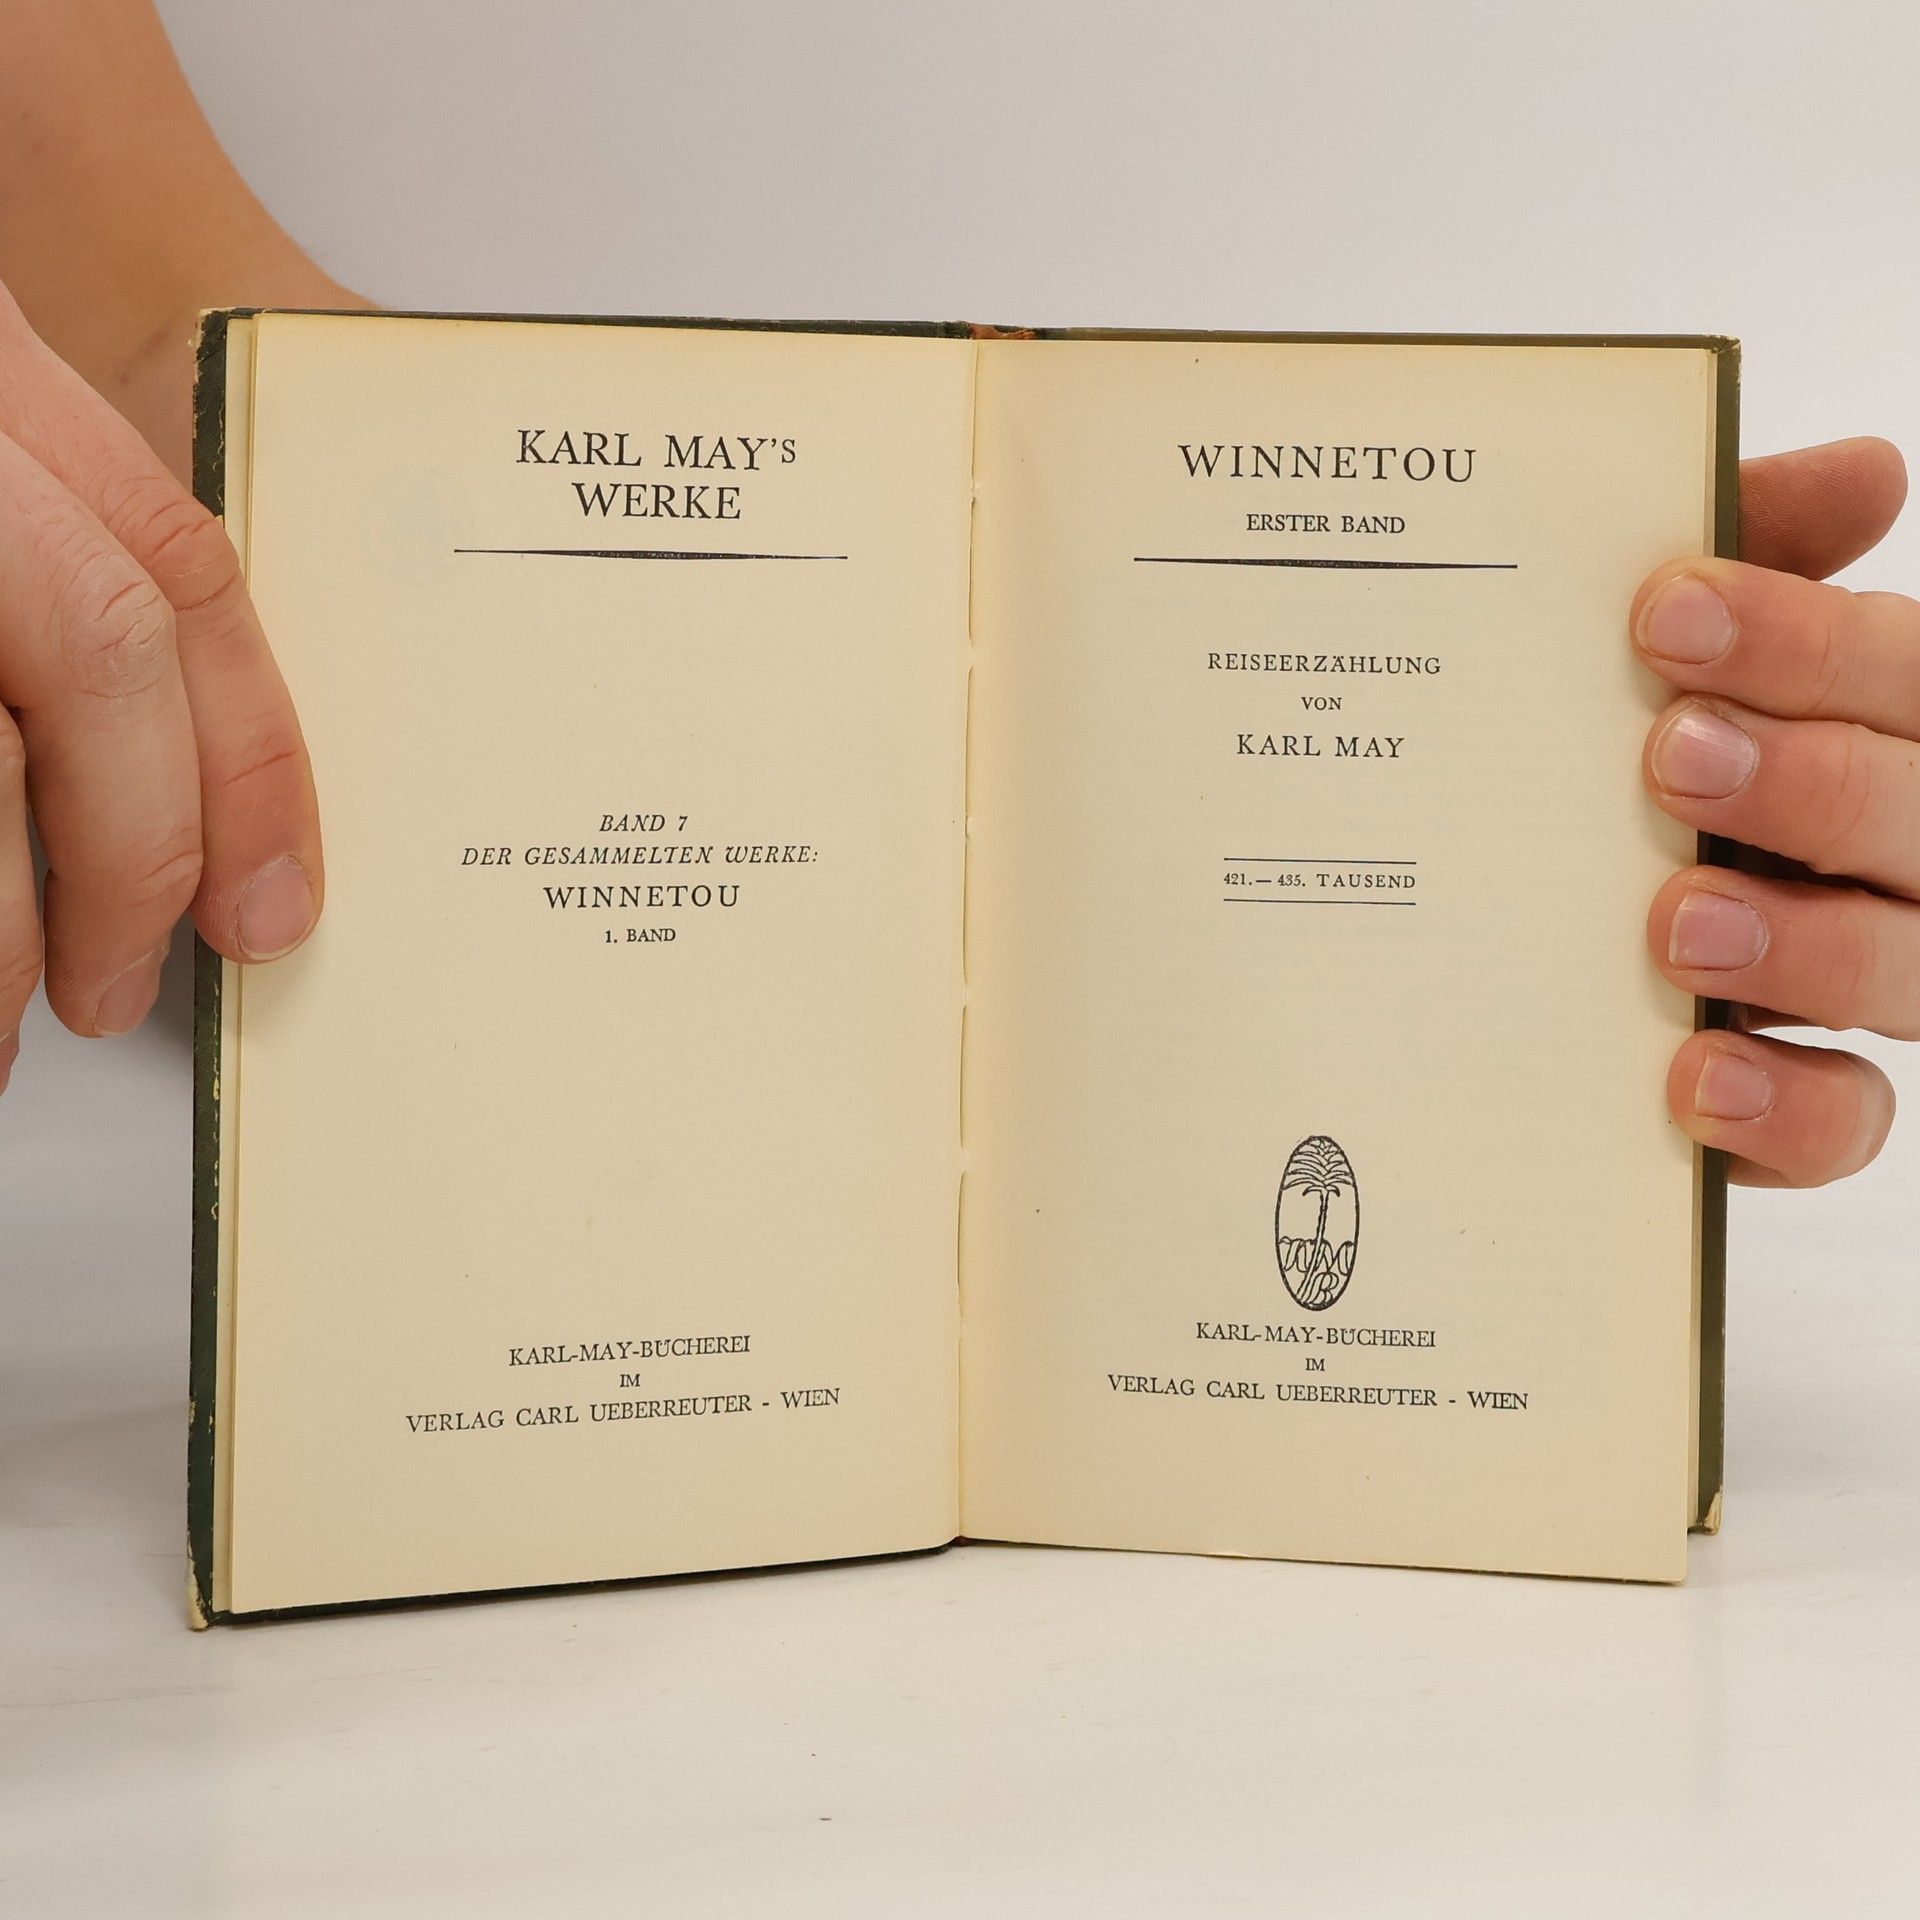 KARL MAY'S
WERKE
BAND 7
DER GESAMMELTEN WERKE:
WINNETOU
1. BAND
KARL-MAY-BÜCHEREI
IM
VERLAG CARL UEBERREUTER - WIEN
WINNETOU
ERSTER BAND
REISEERZÄHLUNG
VON
KARL MAY
421.— 435. TAUSEND
KMB
KARL-MAY-BÜCHEREI
IM
VERLAG CARL UEBERREUTER - WIEN